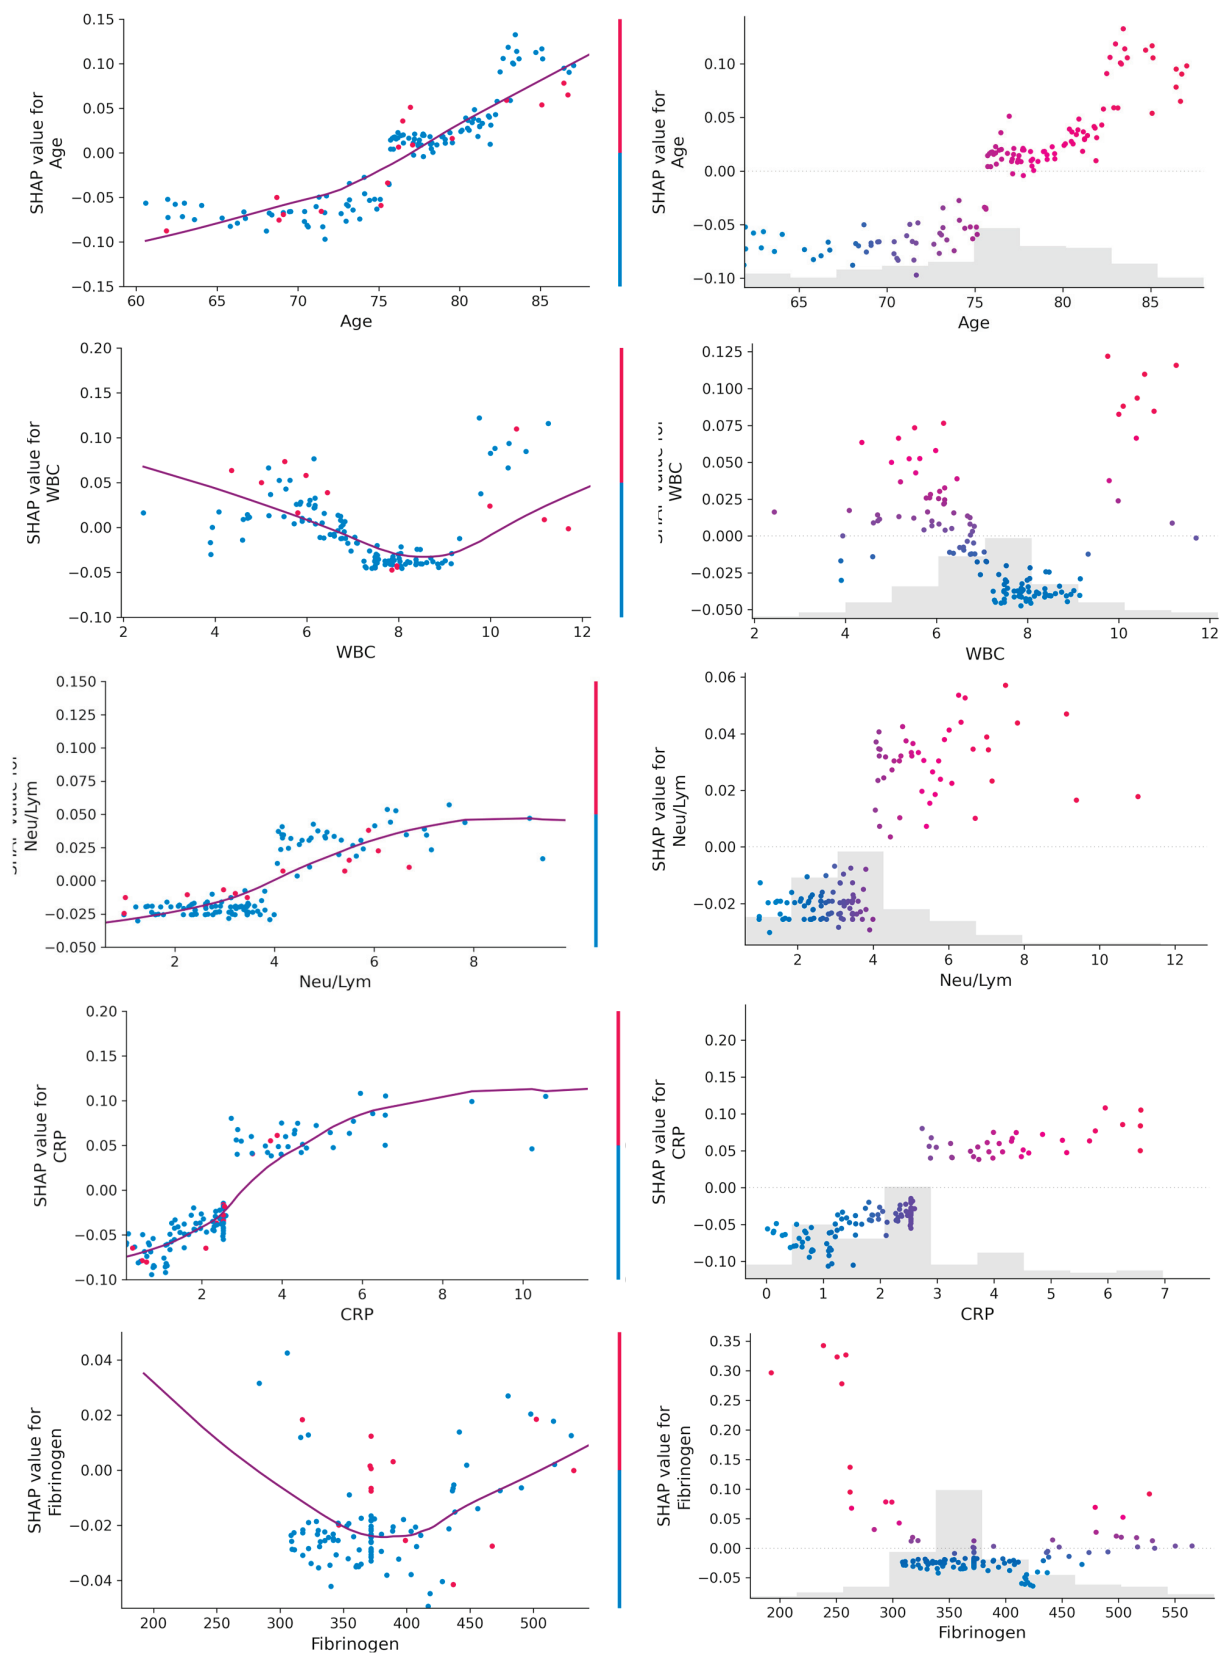 0.15
0.10
0.05
0.00
−0.05
−0.10
−0.15
SHAP value for
Age
60 65 70 75 80 85
Age
0.10
0.05
0.00
−0.05
−0.10
SHAP value for
Age
65 70 75 80 85
Age
0.20
0.15
0.10
0.05
0.00
−0.05
−0.10
SHAP value for
WBC
2 4 6 8 10 12
WBC
0.125
0.100
0.075
0.050
0.025
0.000
−0.025
−0.050
value
WBC
2 4 6 8 10 12
WBC
0.150
0.125
0.100
0.075
0.050
0.025
0.000
−0.025
−0.050
Neu/Lym
2 4 6 8
Neu/Lym
0.06
0.04
0.02
0.00
−0.02
SHAP value for
Neu/Lym
2 4 6 8 10 12
Neu/Lym
0.20
0.15
0.10
0.05
0.00
−0.05
−0.10
SHAP value for
CRP
2 4 6 8 10
CRP
0.20
0.15
0.10
0.05
0.00
−0.05
−0.10
SHAP value for
CRP
0 1 2 3 4 5 6 7
CRP
0.04
0.02
0.00
−0.02
−0.04
SHAP value for
Fibrinogen
200 250 300 350 400 450 500
Fibrinogen
0.35
0.30
0.25
0.20
0.15
0.10
0.05
0.00
−0.05
SHAP value for
Fibrinogen
200 250 300 350 400 450 500 550
Fibrinogen